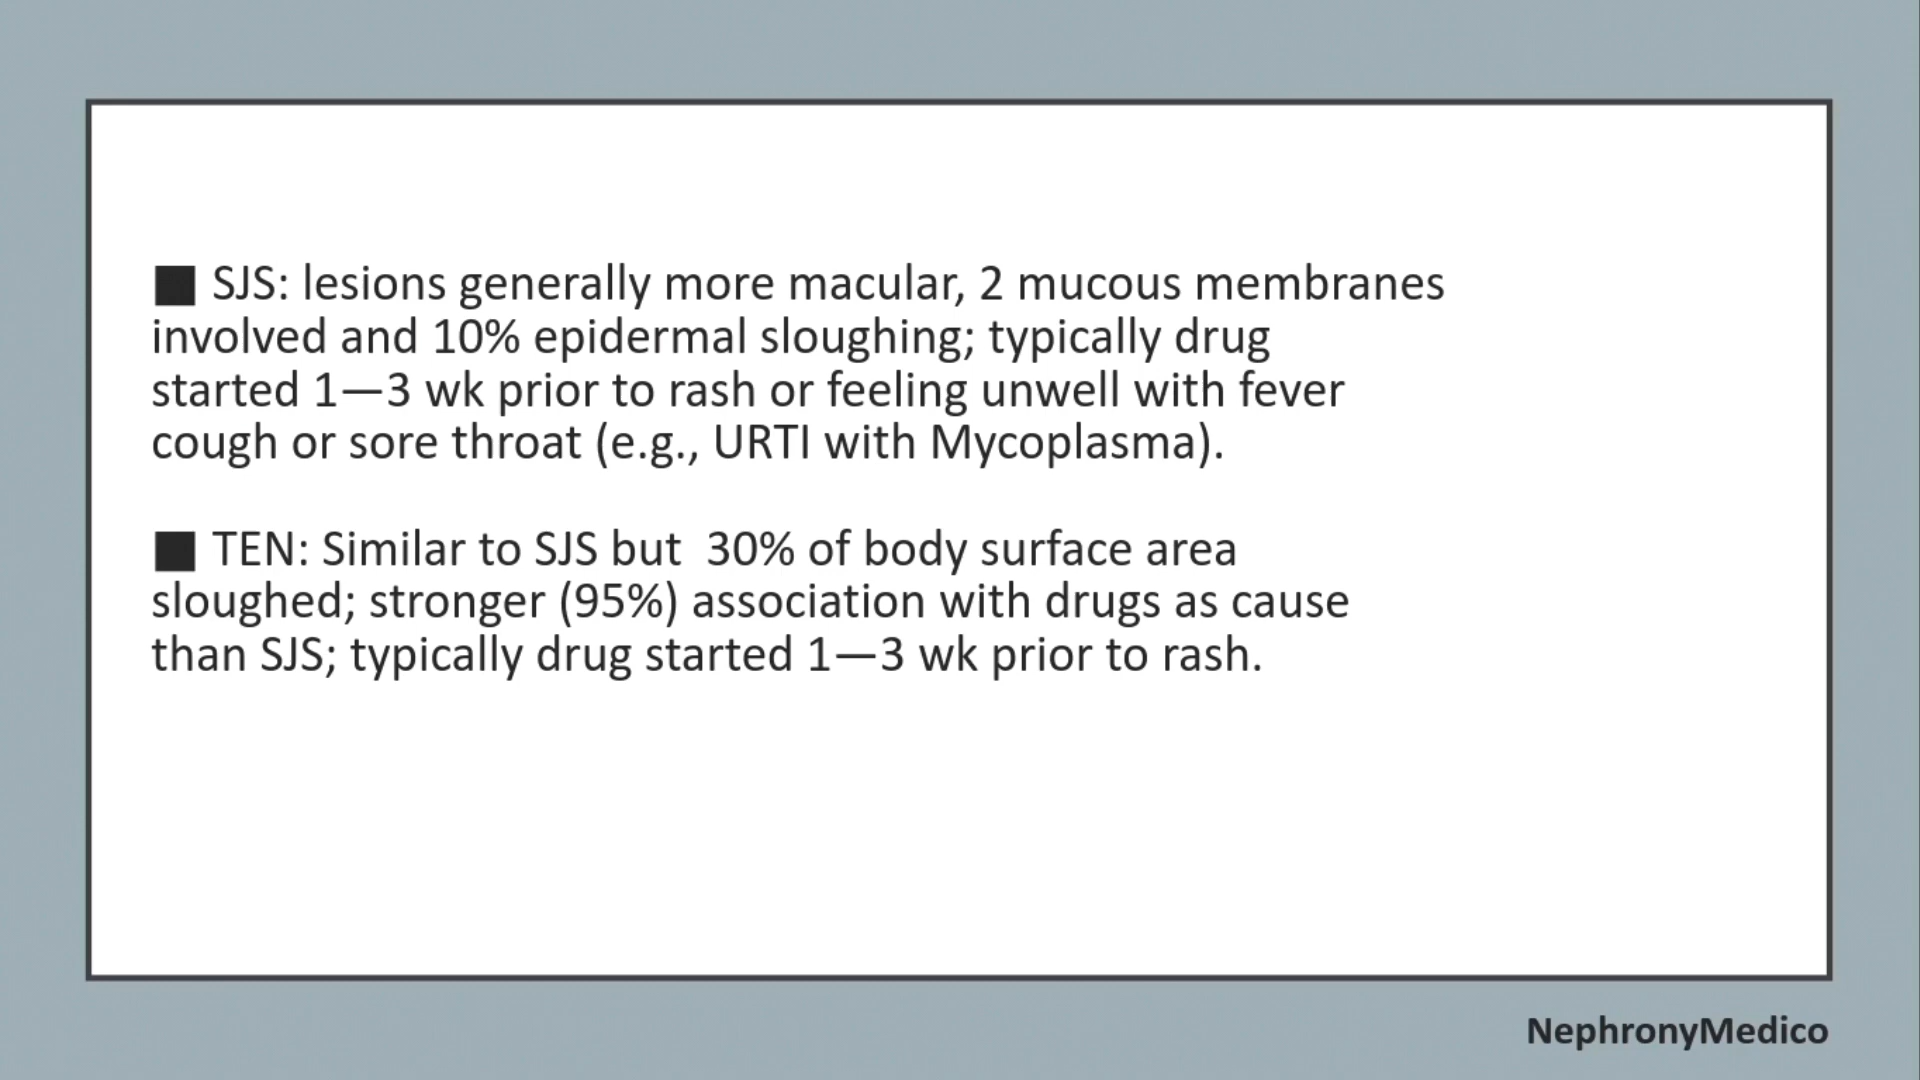 ■ SJS: lesions generally more macular, 2 mucous membranes
involved and 10% epidermal sloughing; typically drug
started 1—3 wk prior to rash or feeling unwell with fever
cough or sore throat (e.g., URTI with Mycoplasma).
■ TEN: Similar to SJS but  30% of body surface area
sloughed; stronger (95%) association with drugs as cause
than SJS; typically drug started 1—3 wk prior to rash.
NephronyMedico